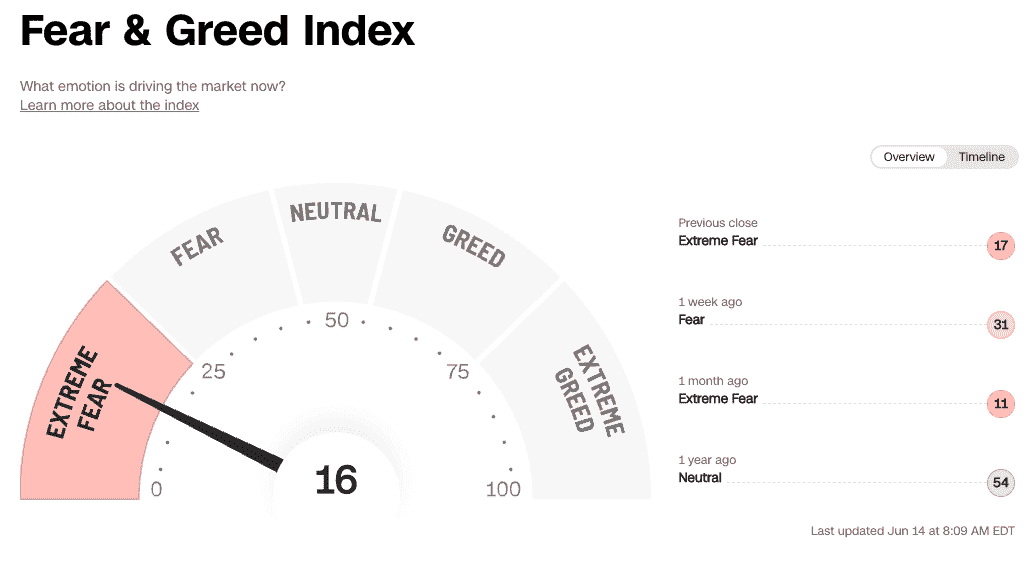 Fear & Greed Index
What emotion is driving the market now?
Learn more about the index
Overview
Timeline
EXTREME
FEAR
FEAR
NEUTRAL
GREED
EXTREME
GREED
0
25
50
75
100
16
Previous close
Extreme Fear
17
1 week ago
Fear
31
1 month ago
Extreme Fear
11
1 year ago
Neutral
54
Last updated Jun 14 at 8:09 AM EDT